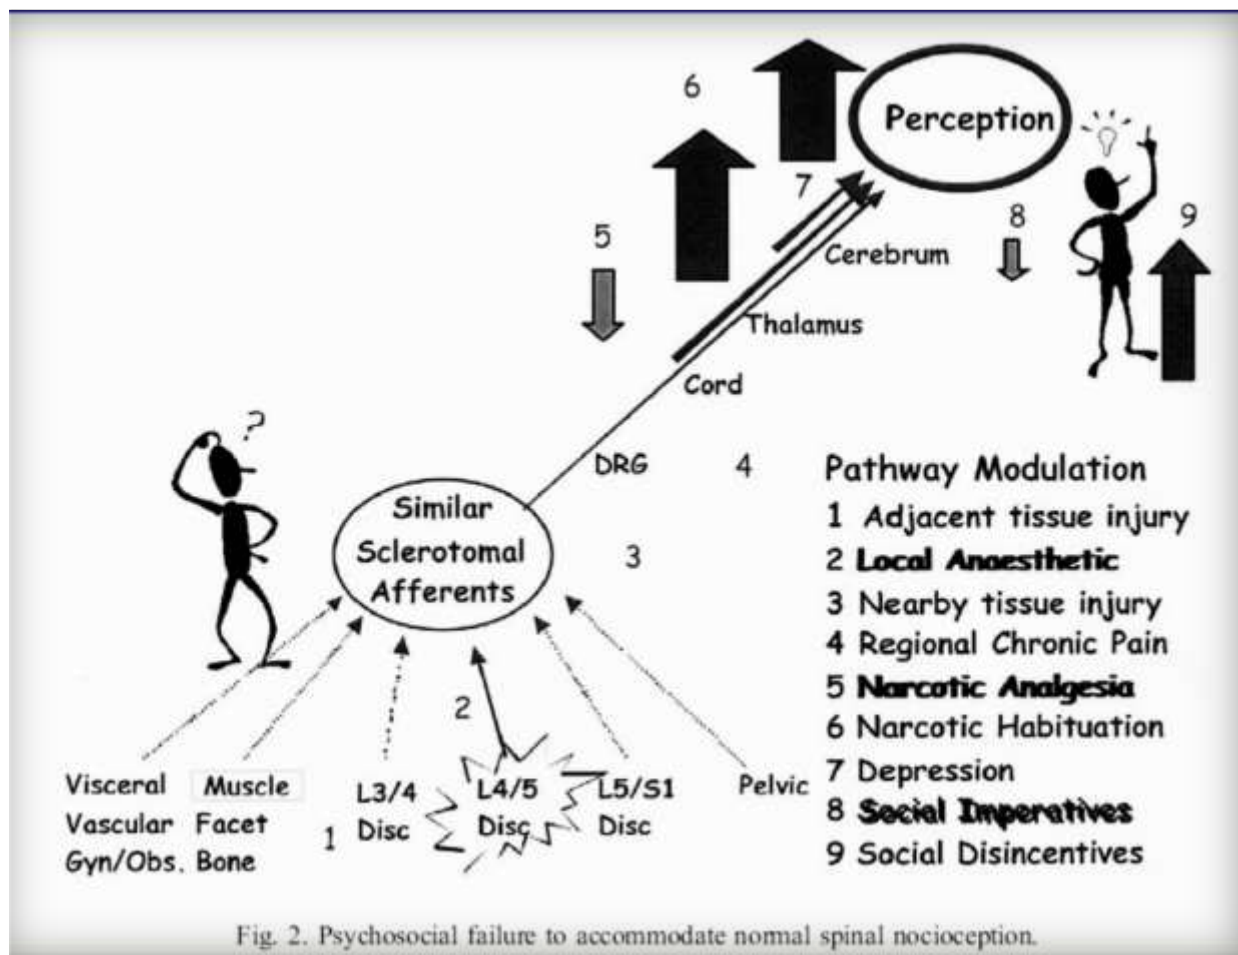 6
Perception
7
5
8
9
Cerebrum
Thalamus
Cord
?
DRG
4
Similar
Sclerotomal
Afferents
3
2
Visceral
Vascular
Gyn/Obs.
Muscle
Facet
Bone
1
L3/4
Disc
L4/5
Disc
L5/S1
Disc
Pelvic
Pathway Modulation
1 Adjacent tissue injury
2 Local Anaesthetic
3 Nearby tissue injury
4 Regional Chronic Pain
5 Narcotic Analgesia
6 Narcotic Habituation
7 Depression
8 Social Imperatives
9 Social Disincentives
Fig. 2. Psychosocial failure to accommodate normal spinal nocioception.